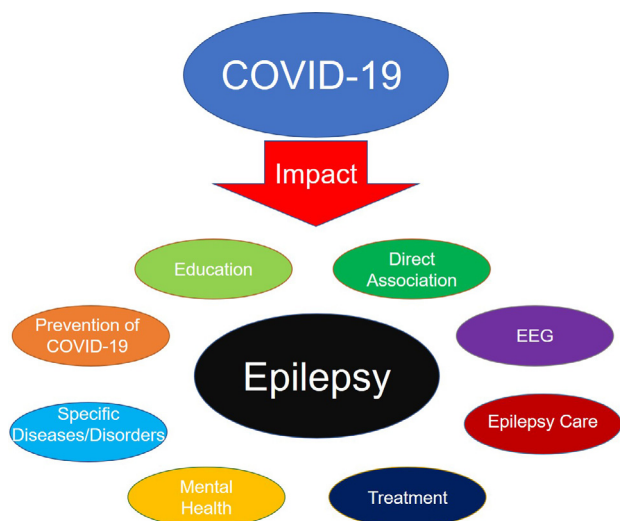 COVID-19
Impact
Education
Direct
Association
Prevention of
COVID-19
EEG
Epilepsy
Specific
Diseases/Disorders
Epilepsy Care
Mental
Health
Treatment